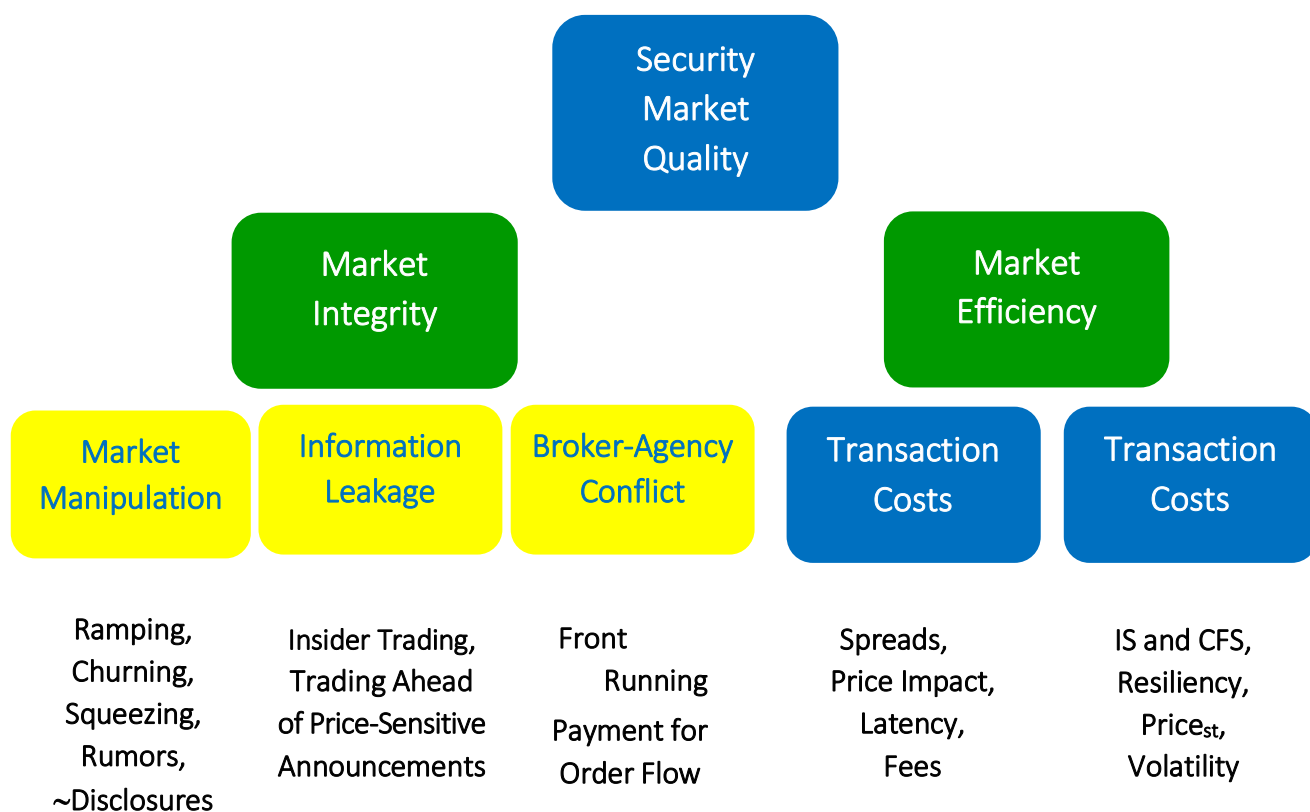 Security
Market
Quality
Market
Integrity
Market
Efficiency
Market
Manipulation
Information
Leakage
Broker-Agency
Conflict
Transaction
Costs
Transaction
Costs
Ramping,
Churning,
Squeezing,
Rumors,
~Disclosures
Insider Trading,
Trading Ahead
of Price-Sensitive
Announcements
Front
Running
Payment for
Order Flow
Spreads,
Price Impact,
Latency,
Fees
IS and CFS,
Resiliency,
Pricest,
Volatility